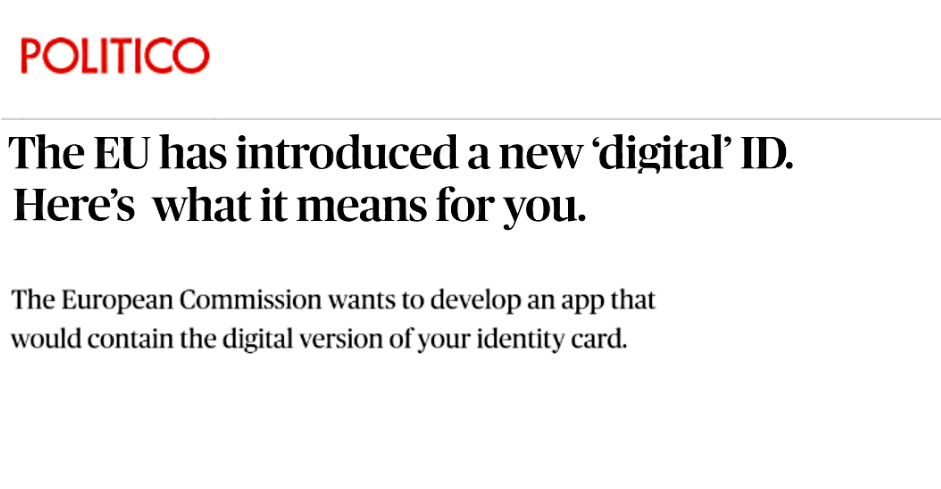 POLITICO
The EU has introduced a new ‘digital’ ID.
Here’s what it means for you.
The European Commission wants to develop an app that
would contain the digital version of your identity card.